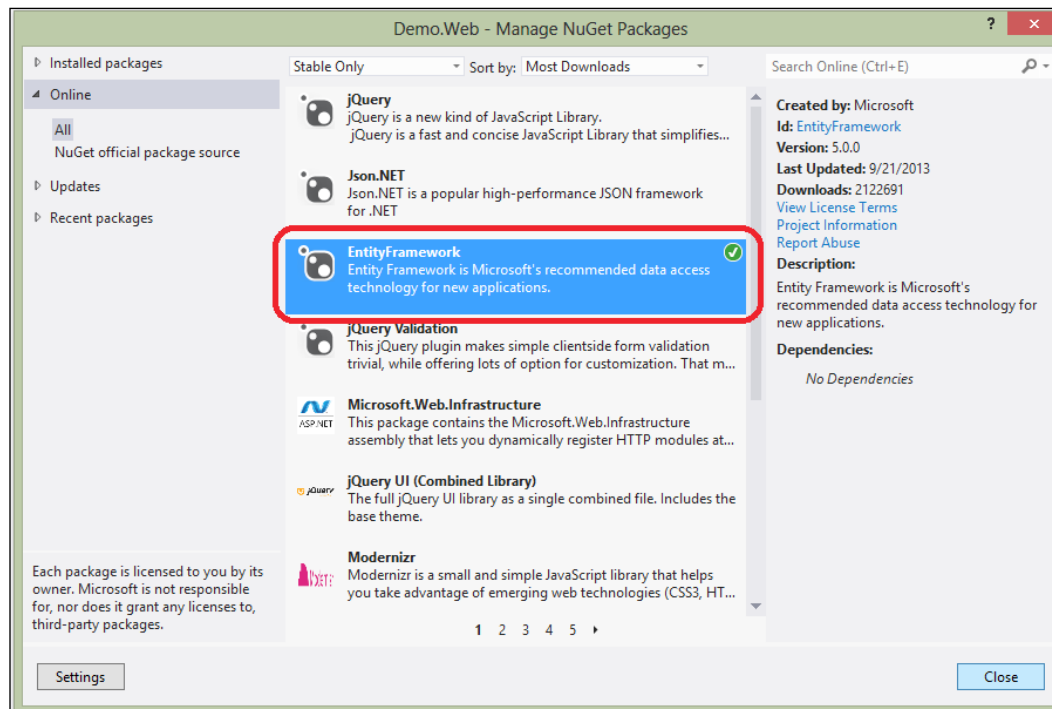 Demo.Web - Manage NuGet Packages
?
Installed packages
Online
All
NuGet official package source
Updates
Recent packages
Each package is licensed to you by its
owner. Microsoft is not responsible
for, nor does it grant any licenses to,
third-party packages.
Settings
Stable Only
Sort by: Most Downloads
jQuery
jQuery is a new kind of JavaScript Library.
jQuery is a fast and concise JavaScript Library that simplifies...
Json.NET
Json.NET is a popular high-performance JSON framework
for .NET
EntityFramework
Entity Framework is Microsoft's recommended data access
technology for new applications.
jQuery Validation
This jQuery plugin makes simple clientside form validation
trivial, while offering lots of option for customization. That m...
ASP.NET
Microsoft.Web.Infrastructure
This package contains the Microsoft.Web.Infrastructure
assembly that lets you dynamically register HTTP modules at...
jQuery
jQuery UI (Combined Library)
The full jQuery UI library as a single combined file. Includes the
base theme.
Modernizr
Modernizr is a small and simple JavaScript library that helps
you take advantage of emerging web technologies (CSS3, HT...
1 2 3 4 5
Search Online (Ctrl+E)
Created by: Microsoft
Id: EntityFramework
Version: 5.0.0
Last Updated: 9/21/2013
Downloads: 2122691
View License Terms
Project Information
Report Abuse
Description:
Entity Framework is Microsoft's
recommended data access technology for
new applications.
Dependencies:
No Dependencies
Close